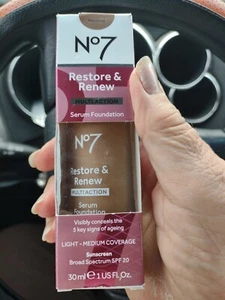 No7
Restore &
Renew
MULTI ACTION
Serum Foundation
No7
Restore &
Renew
MULTI ACTION
Serum
Foundation
Visibly conceals the
5 key signs of ageing
LIGHT - MEDIUM COVERAGE
Sunscreen
Broad Spectrum SPF 20
30ml e 1 US Fl. Oz.